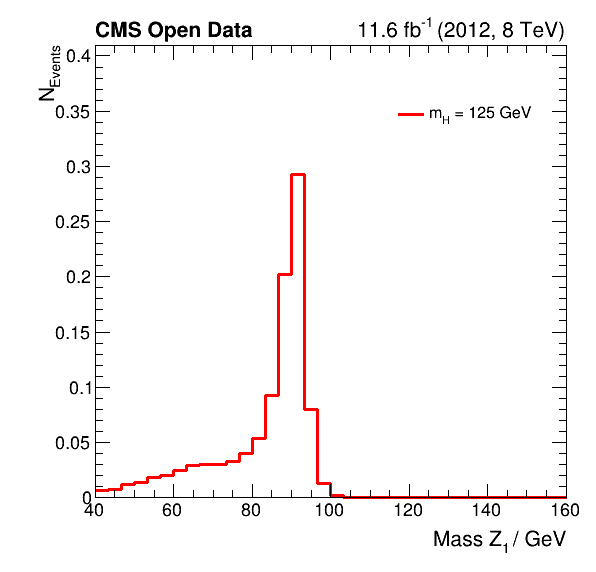 CMS Open Data 11.6 fb⁻¹ (2012, 8 TeV)
N_Events
0.4
0.35
m_H = 125 GeV
0.3
0.25
0.2
0.15
0.1
0.05
0
40 60 80 100 120 140 160
Mass Z₁ / GeV